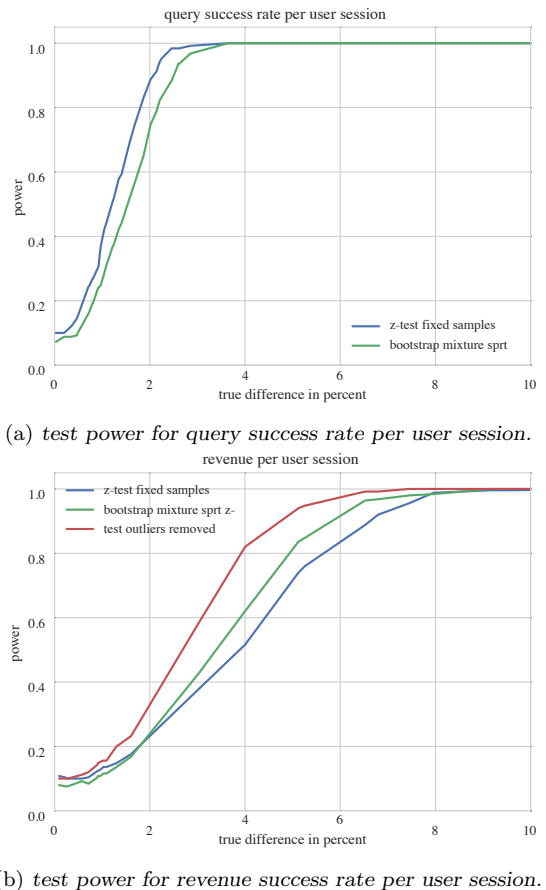 query success rate per user session
1.0
0.8
0.6
0.4
0.2
0.0
power
z-test fixed samples
bootstrap mixture sprt
0 2 4 6 8 10
true difference in percent
(a) test power for query success rate per user session.
revenue per user session
1.0
0.8
0.6
0.4
0.2
0.0
power
z-test fixed samples
bootstrap mixture sprt z-
test outliers removed
0 2 4 6 8 10
true difference in percent
b) test power for revenue success rate per user session.